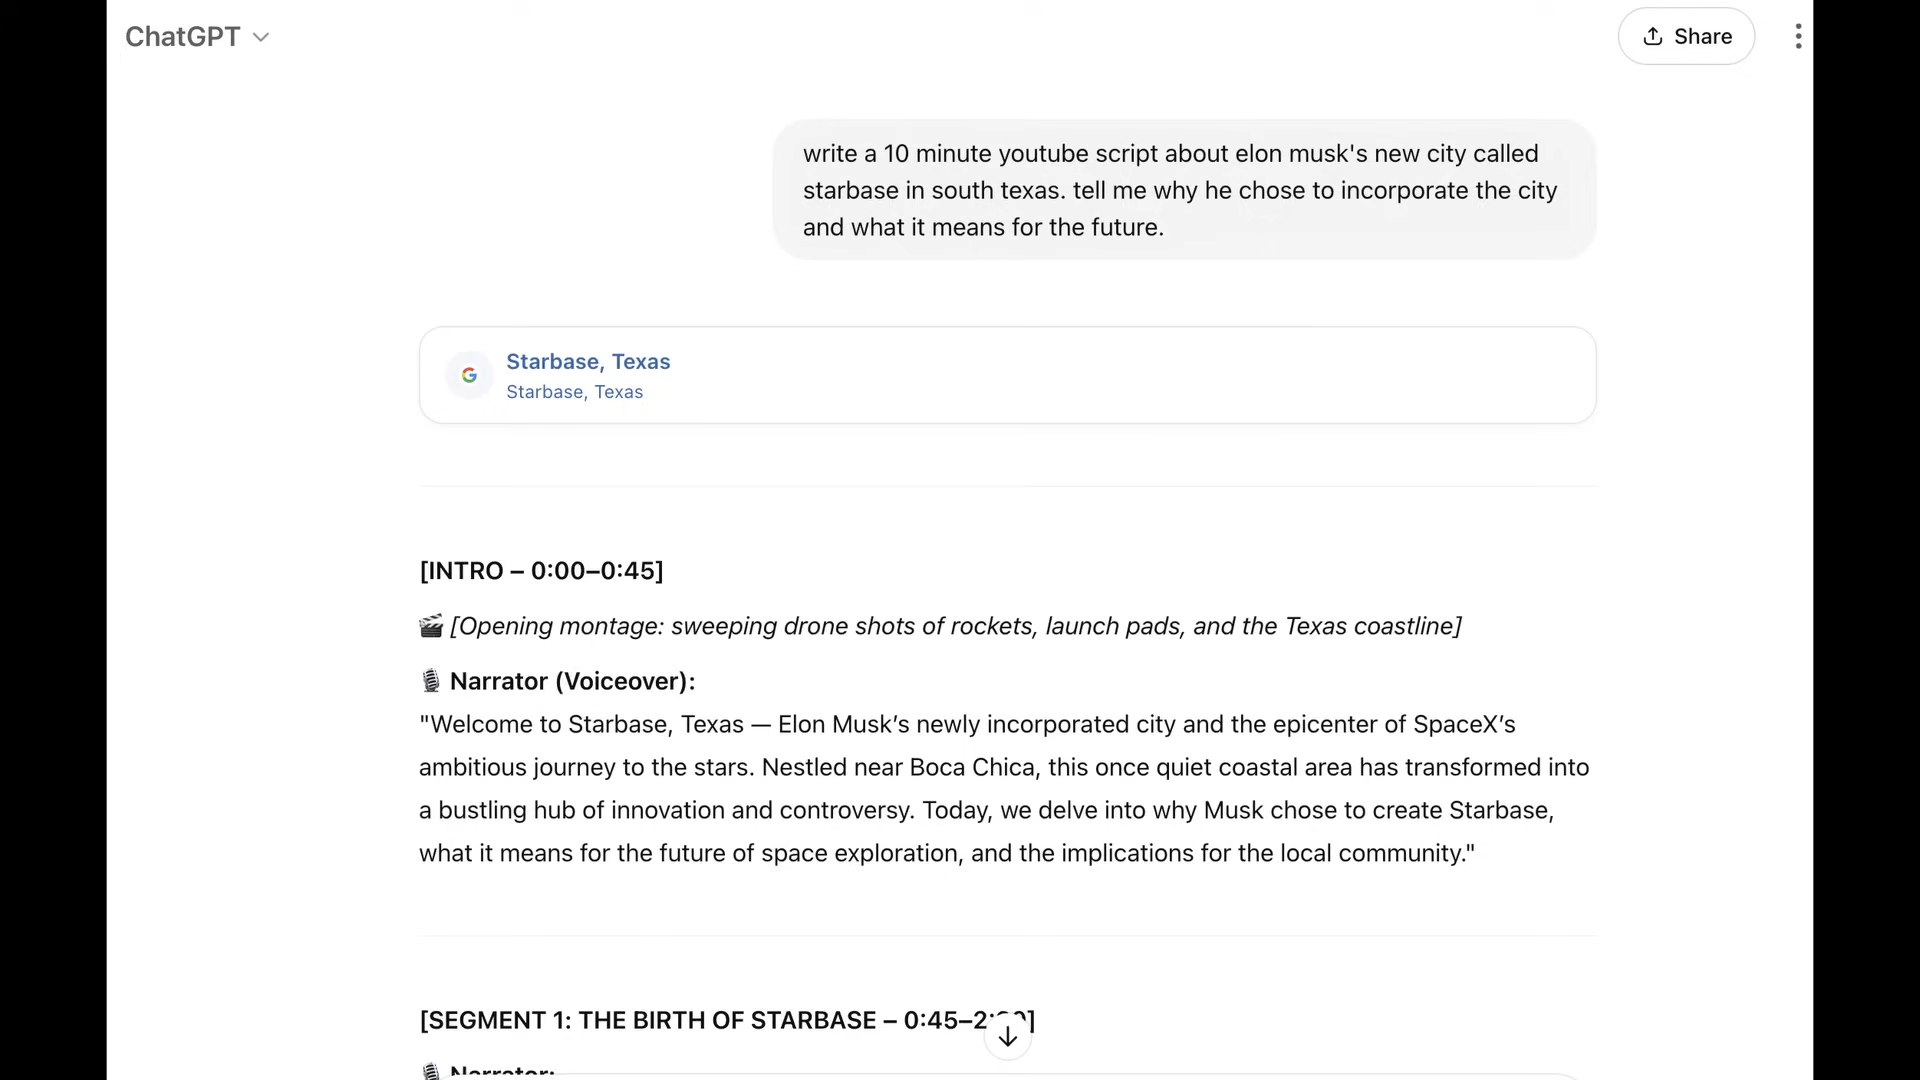 ChatGPT
Share
write a 10 minute youtube script about elon musk's new city called
starbase in south texas. tell me why he chose to incorporate the city
and what it means for the future.
Starbase, Texas
Starbase, Texas
[INTRO – 0:00–0:45]
[Opening montage: sweeping drone shots of rockets, launch pads, and the Texas coastline]
Narrator (Voiceover):
"Welcome to Starbase, Texas — Elon Musk’s newly incorporated city and the epicenter of SpaceX’s
ambitious journey to the stars. Nestled near Boca Chica, this once quiet coastal area has transformed into
a bustling hub of innovation and controversy. Today, we delve into why Musk chose to create Starbase,
what it means for the future of space exploration, and the implications for the local community."
[SEGMENT 1: THE BIRTH OF STARBASE – 0:45–2:
Narrator: